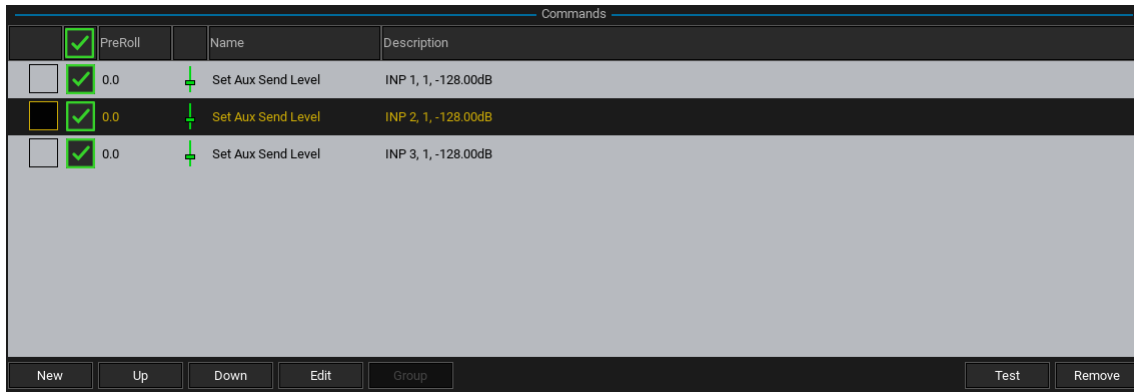 Commands
PreRoll Name Description
0.0 Set Aux Send Level INP 1, 1, -128.00dB
0.0 Set Aux Send Level INP 2, 1, -128.00dB
0.0 Set Aux Send Level INP 3, 1, -128.00dB
New Up Down Edit Group Test Remove